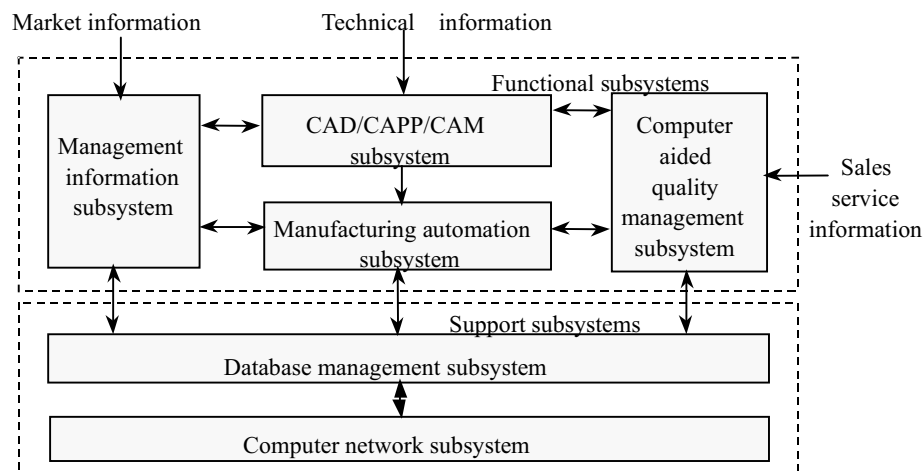 Market information
Technical information
Functional subsystems
Management
information
subsystem
CAD/CAPP/CAM
subsystem
Manufacturing automation
subsystem
Computer
aided
quality
management
subsystem
Sales
service
information
Support subsystems
Database management subsystem
Computer network subsystem